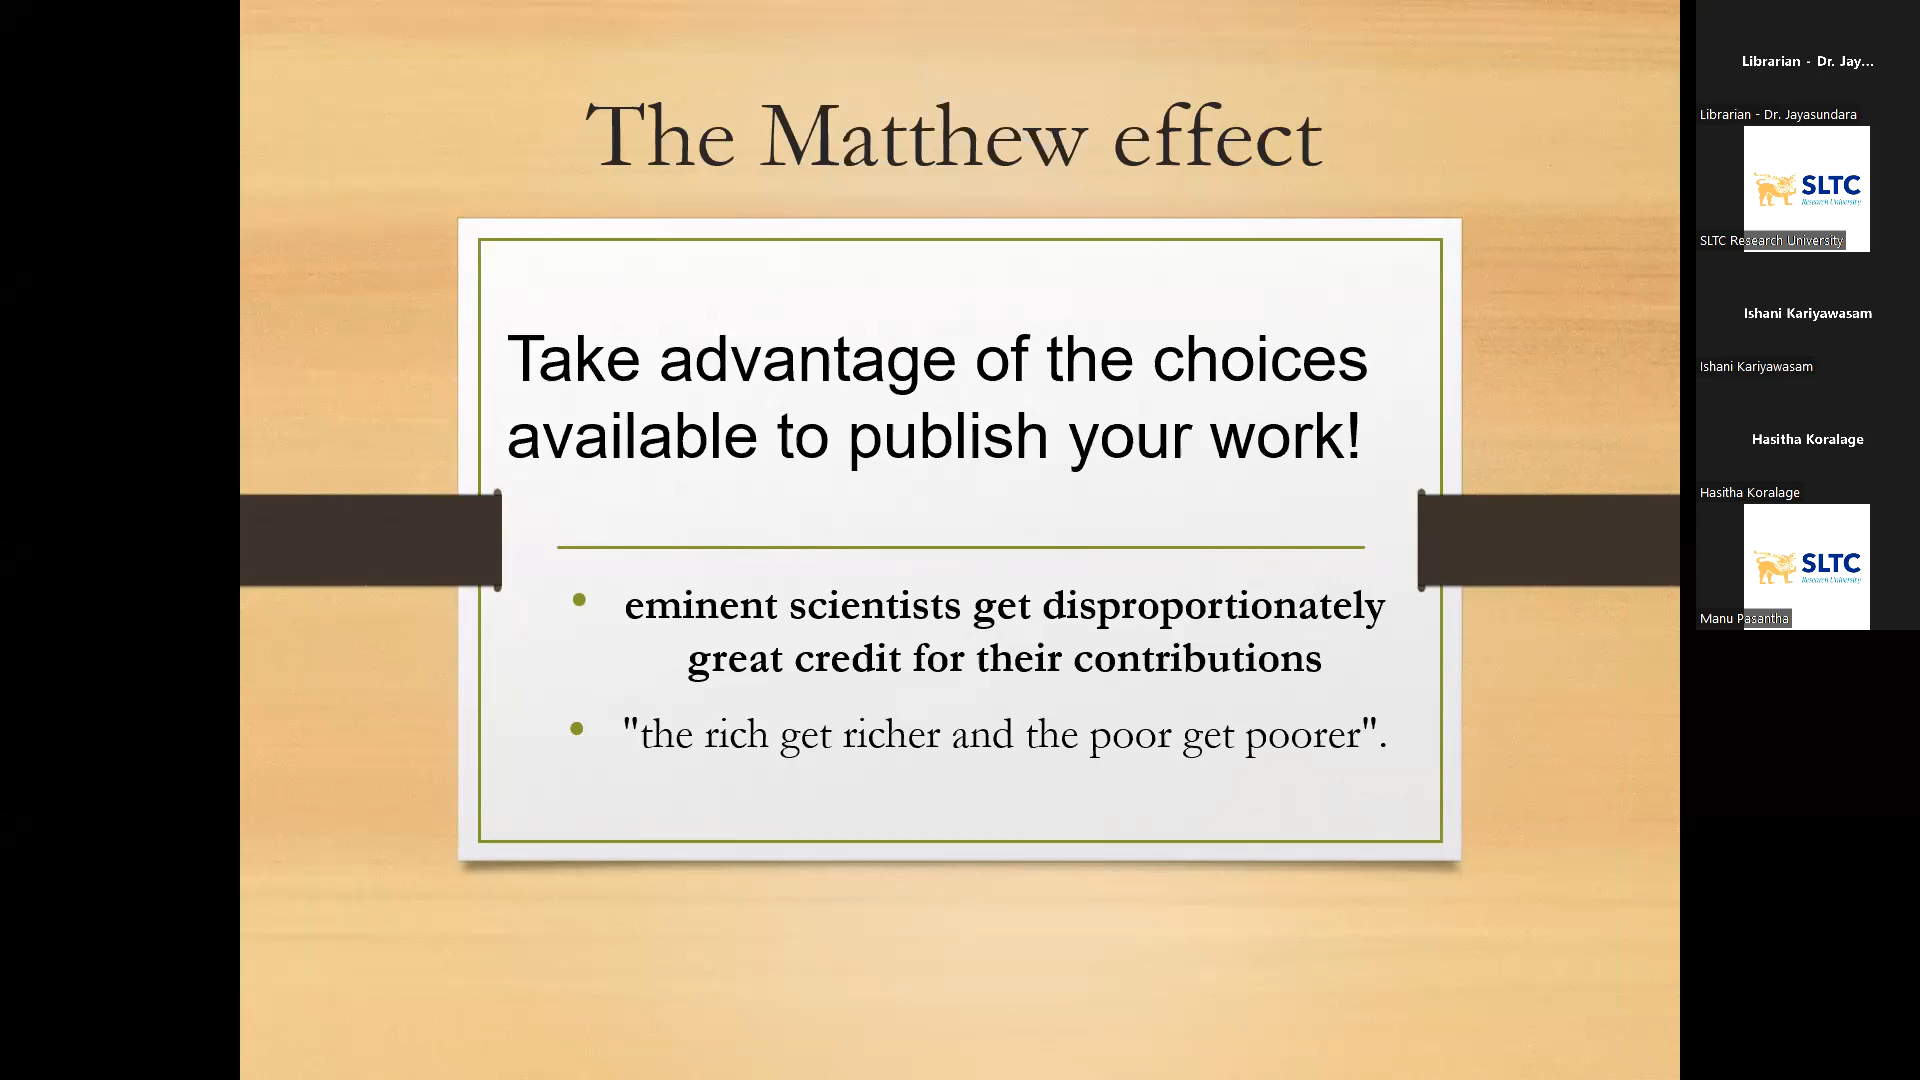 The Matthew effect
Take advantage of the choices
available to publish your work!
• eminent scientists get disproportionately
great credit for their contributions
• "the rich get richer and the poor get poorer".
Librarian - Dr. Jay...
Librarian - Dr. Jayasundara
SLTC
Research University
SLTC Research University
Ishani Kariyawasam
Ishani Kariyawasam
Hasitha Koralage
Hasitha Koralage
SLTC
Research University
Manu Pasantha